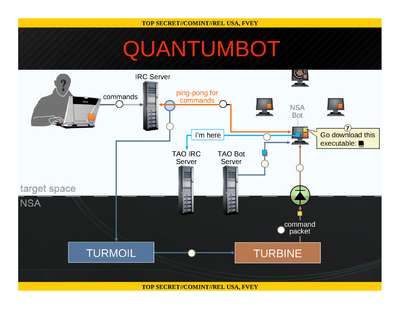 TOP SECRET//COMINT//REL USA, FVEY
QUANTUMBOT
IRC Server
commands
ping-pong for
commands
?
NSA
Bot
I'm here
7
Go download this
executable:
TAO IRC
Server
TAO Bot
Server
target space
NSA
command
packet
TURMOIL
TURBINE
TOP SECRET//COMINT//REL USA, FVEY